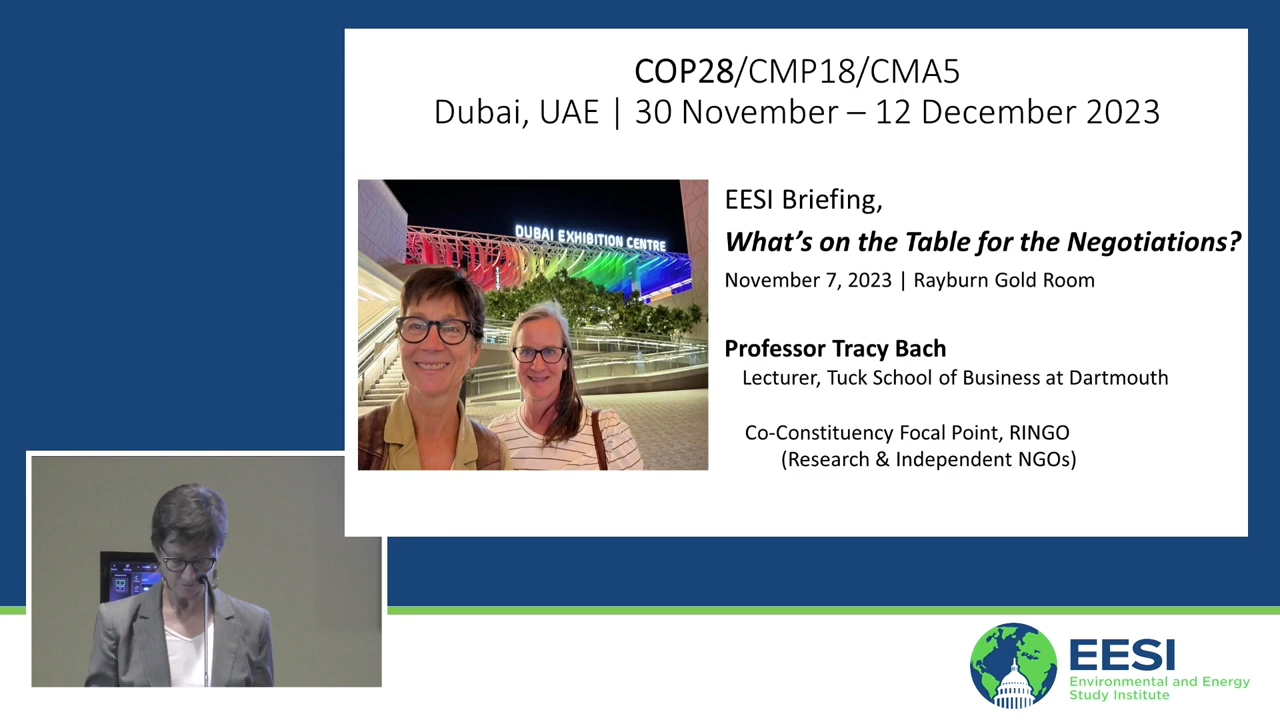 COP28/CMP18/CMA5
Dubai, UAE | 30 November – 12 December 2023
DUBAI EXHIBITION CENTRE
EESI Briefing,
What's on the Table for the Negotiations?
November 7, 2023 | Rayburn Gold Room
Professor Tracy Bach
Lecturer, Tuck School of Business at Dartmouth
Co-Constituency Focal Point, RINGO
(Research & Independent NGOs)
EESI
Environmental and Energy
Study Institute